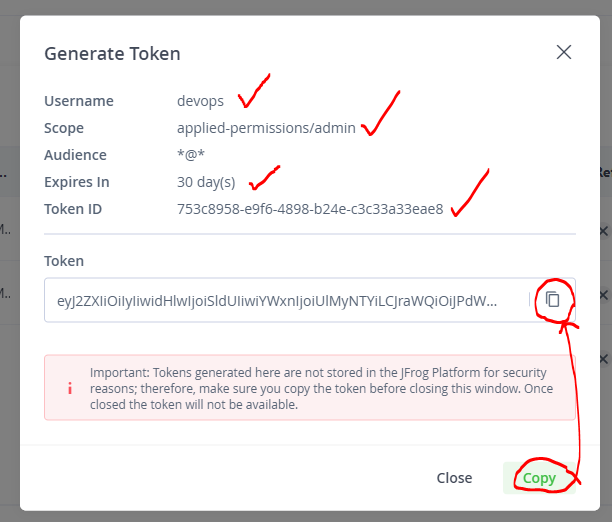 Generate Token
Username devops
Scope applied-permissions/admin
Audience *@*
Expires In 30 day(s)
Token ID 753c8958-e9f6-4898-b24e-c3c33a33eae8
Token
eyJ2ZXIiOiIyIiwidHlwIjoiSldUIiwiYWxnIjoiUlMyNTYiLCJraWQiOiJPdW...
Important: Tokens generated here are not stored in the JFrog Platform for security
reasons; therefore, make sure you copy the token before closing this window. Once
closed the token will not be available.
Close Copy